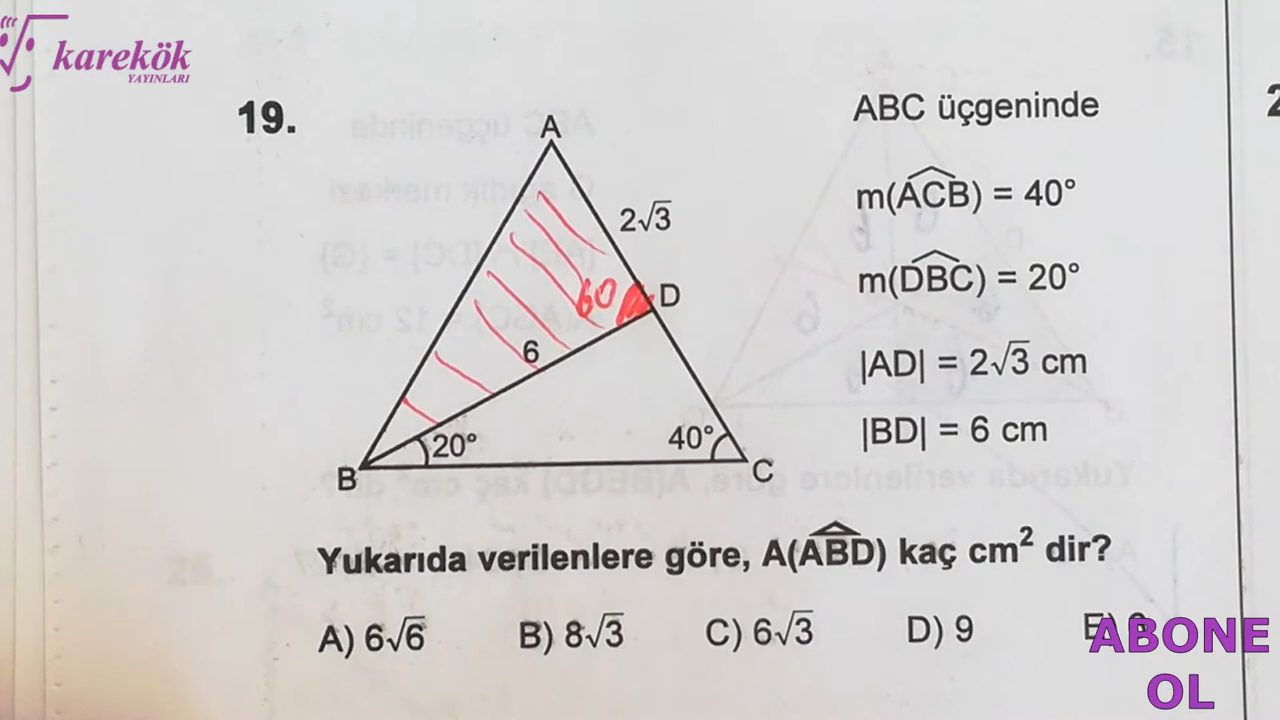 karekök
YAYINLARI
19.
A
2√3
60
D
6
20°
40°
B
C
ABC üçgeninde
m(ACB) = 40°
m(DBC) = 20°
|AD| = 2√3 cm
|BD| = 6 cm
Yukarıda verilenlere göre, A(ABD) kaç cm² dir?
A) 6√6 B) 8√3 C) 6√3 D) 9 E)
ABONE
OL